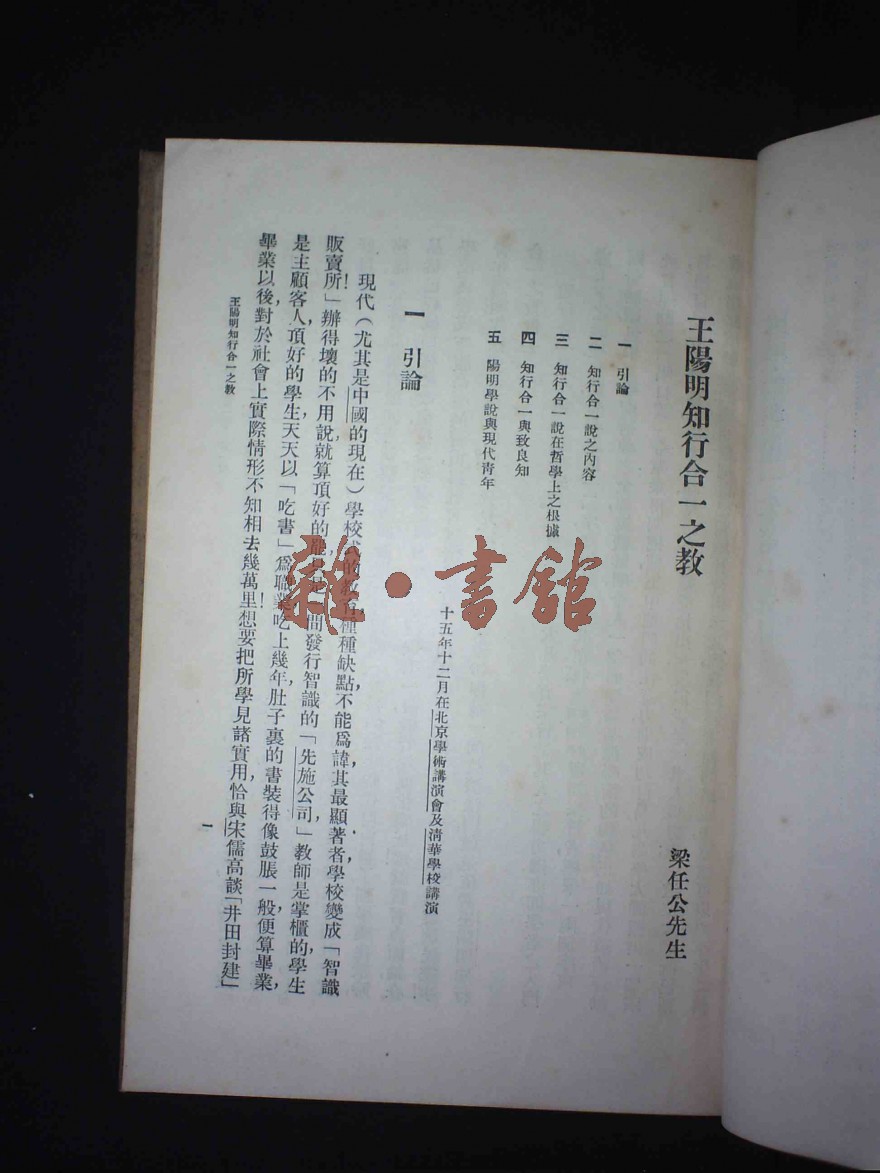 王陽明知行合一之教
梁任公先生
一 引論
二 知行合一說之內容
三 知行合一說在哲學上之根據
四 知行合一與致良知
五 陽明學說與現代青年
十五年十二月在北京學術講演會及清華學校講演
一 引論
現代（尤其是中國的現在）學校式的教育種種缺點，不能爲諱，其最顯著者，學校變成「智識
販賣所！」辦得壞的不用說，就算頂好的，間發行智識的「先施公司，」教師是掌櫃的，學生
是主顧客人，頂好的學生，天天以「吃書」爲職業，吃上幾年，肚子裏的書裝得像鼓脹一般，便算畢業，
畢業以後，對於社會上實際情形不知相去幾萬里！想要把所學見諸實用，恰與宋儒高談「井田封建」
王陽明知行合一之教
一
雜·書館